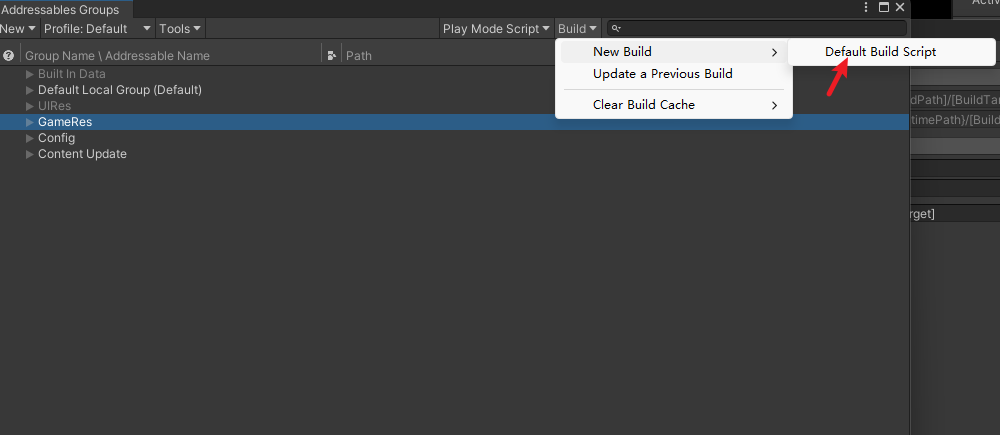 Addressables Groups
New Profile: Default Tools Play Mode Script Build
Group Name \ Addressable Name Path
Built In Data
Default Local Group (Default)
UIRes
GameRes
Config
Content Update
New Build
Update a Previous Build
Clear Build Cache
Default Build Script
Activ
dPath]/[BuildTar
timePath}/[Build
rget]